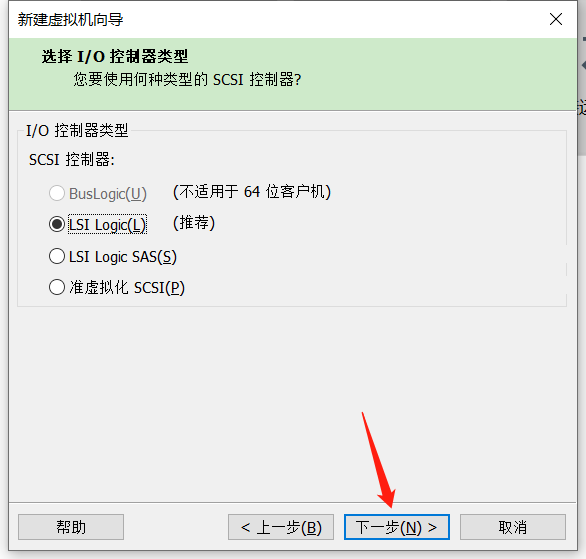 新建虚拟机向导
选择 I/O 控制器类型
您要使用何种类型的 SCSI 控制器?
I/O 控制器类型
SCSI 控制器:
BusLogic(U) (不适用于 64 位客户机)
LSI Logic(L) (推荐)
LSI Logic SAS(S)
准虚拟化 SCSI(P)
帮助 < 上一步(B) 下一步(N) > 取消